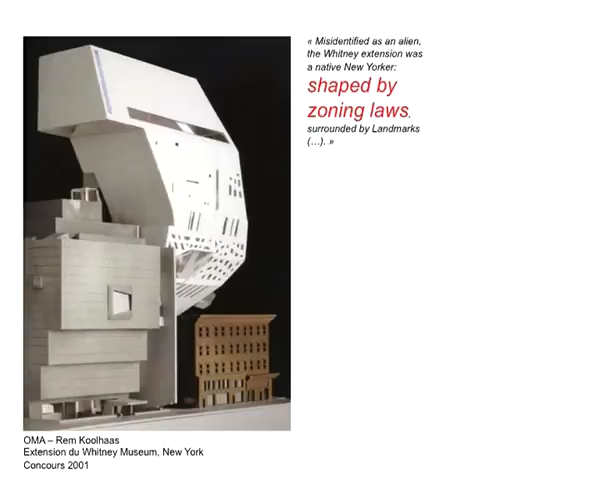 « Misidentified as an alien,
the Whitney extension was
a native New Yorker:
shaped by
zoning laws,
surrounded by Landmarks
(…). »
OMA – Rem Koolhaas
Extension du Whitney Museum, New York
Concours 2001